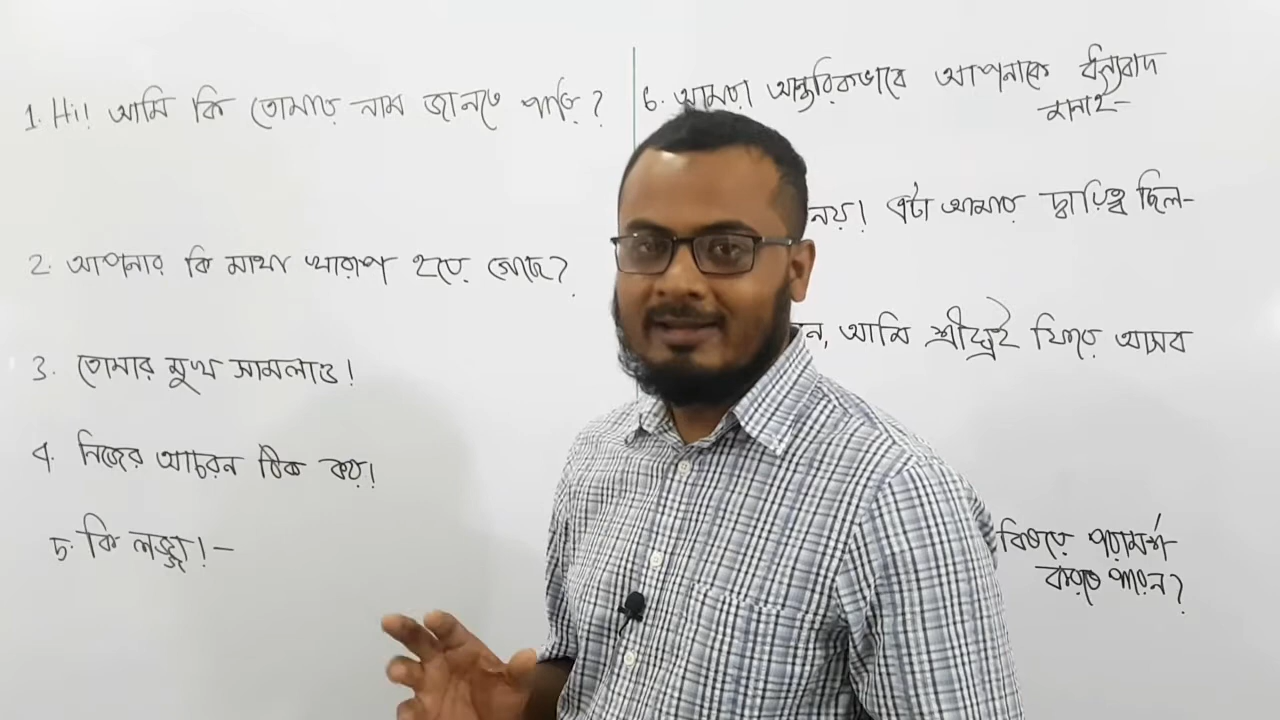 1. Hi! আমি কি তোমার নাম জানতে পারি?
2. আপনার কি মাথা খারাপ হয়ে গেছে?
3. তোমার মুখ সামলাও!
৪. নিজের আচরন ঠিক কর!
5. কি লজ্জা!-
6. আমরা আন্তরিকভাবে আপনাকে ধন্যবাদ
জানাই-
নয়! এটা আমার দ্বায়িত্ব ছিল-
ন, আমি শ্রীঘ্রই ফিরে আসব
বিষয়ে পরামর্শ
করতে পারেন?